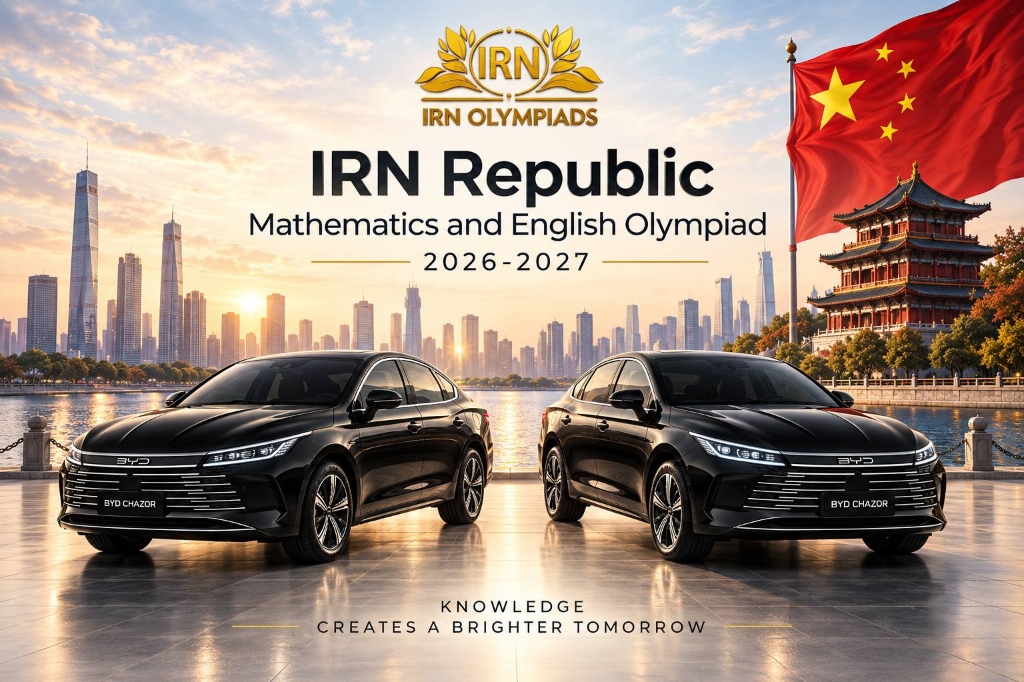 IRN
IRN OLYMPIADS
IRN Republic
Mathematics and English Olympiad
2026-2027
BYD
BYD CHAZOR
BYD
BYD CHAZOR
KNOWLEDGE
CREATES A BRIGHTER TOMORROW